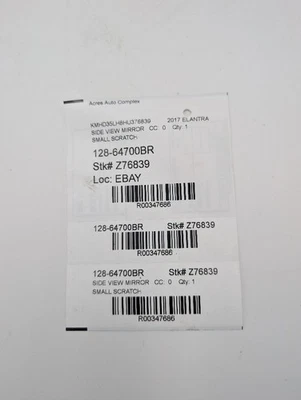 Acres Auto Complex
KMHD35LH8HU376839 2017 ELANTRA
SIDE VIEW MIRROR CC: 0 Qty: 1
SMALL SCRATCH
128-64700BR
Stk# Z76839
Loc: EBAY
R00347686
128-64700BR Stk# Z76839
R00347686
128-64700BR Stk# Z76839
SIDE VIEW MIRROR CC: 0 Qty: 1
SMALL SCRATCH
R00347686